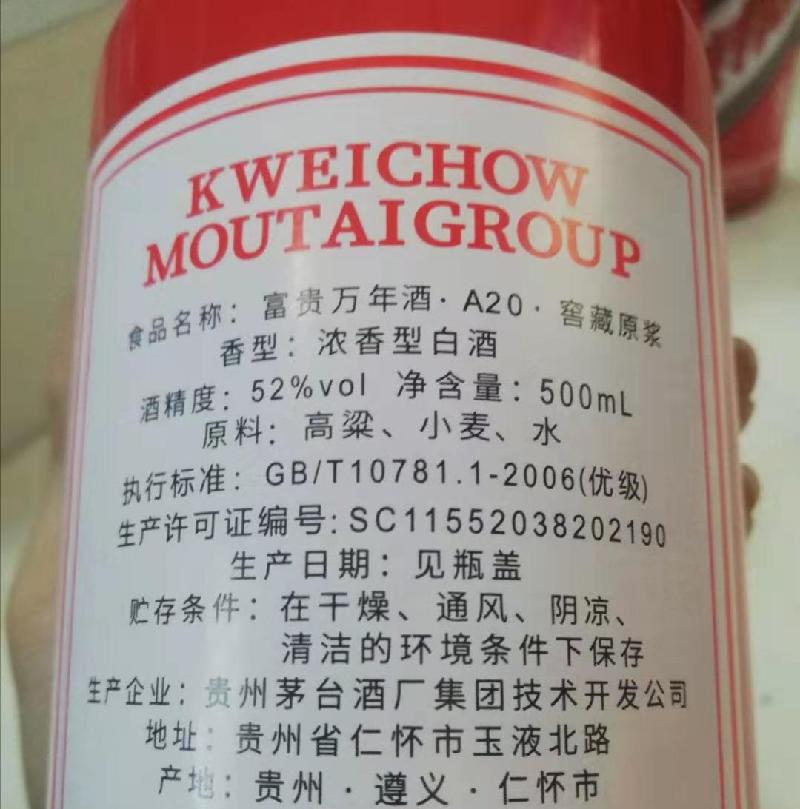 KWEICHOW
MOUTAIGROUP
食品名称：富贵万年酒·A20·窖藏原浆
香型：浓香型白酒
酒精度：52%vol 净含量：500mL
原料：高粱、小麦、水
执行标准：GB/T10781.1-2006(优级)
生产许可证编号:SC11552038202190
生产日期：见瓶盖
贮存条件：在干燥、通风、阴凉、
清洁的环境条件下保存
生产企业：贵州茅台酒厂集团技术开发公司
地址：贵州省仁怀市玉液北路
产地：贵州·遵义·仁怀市